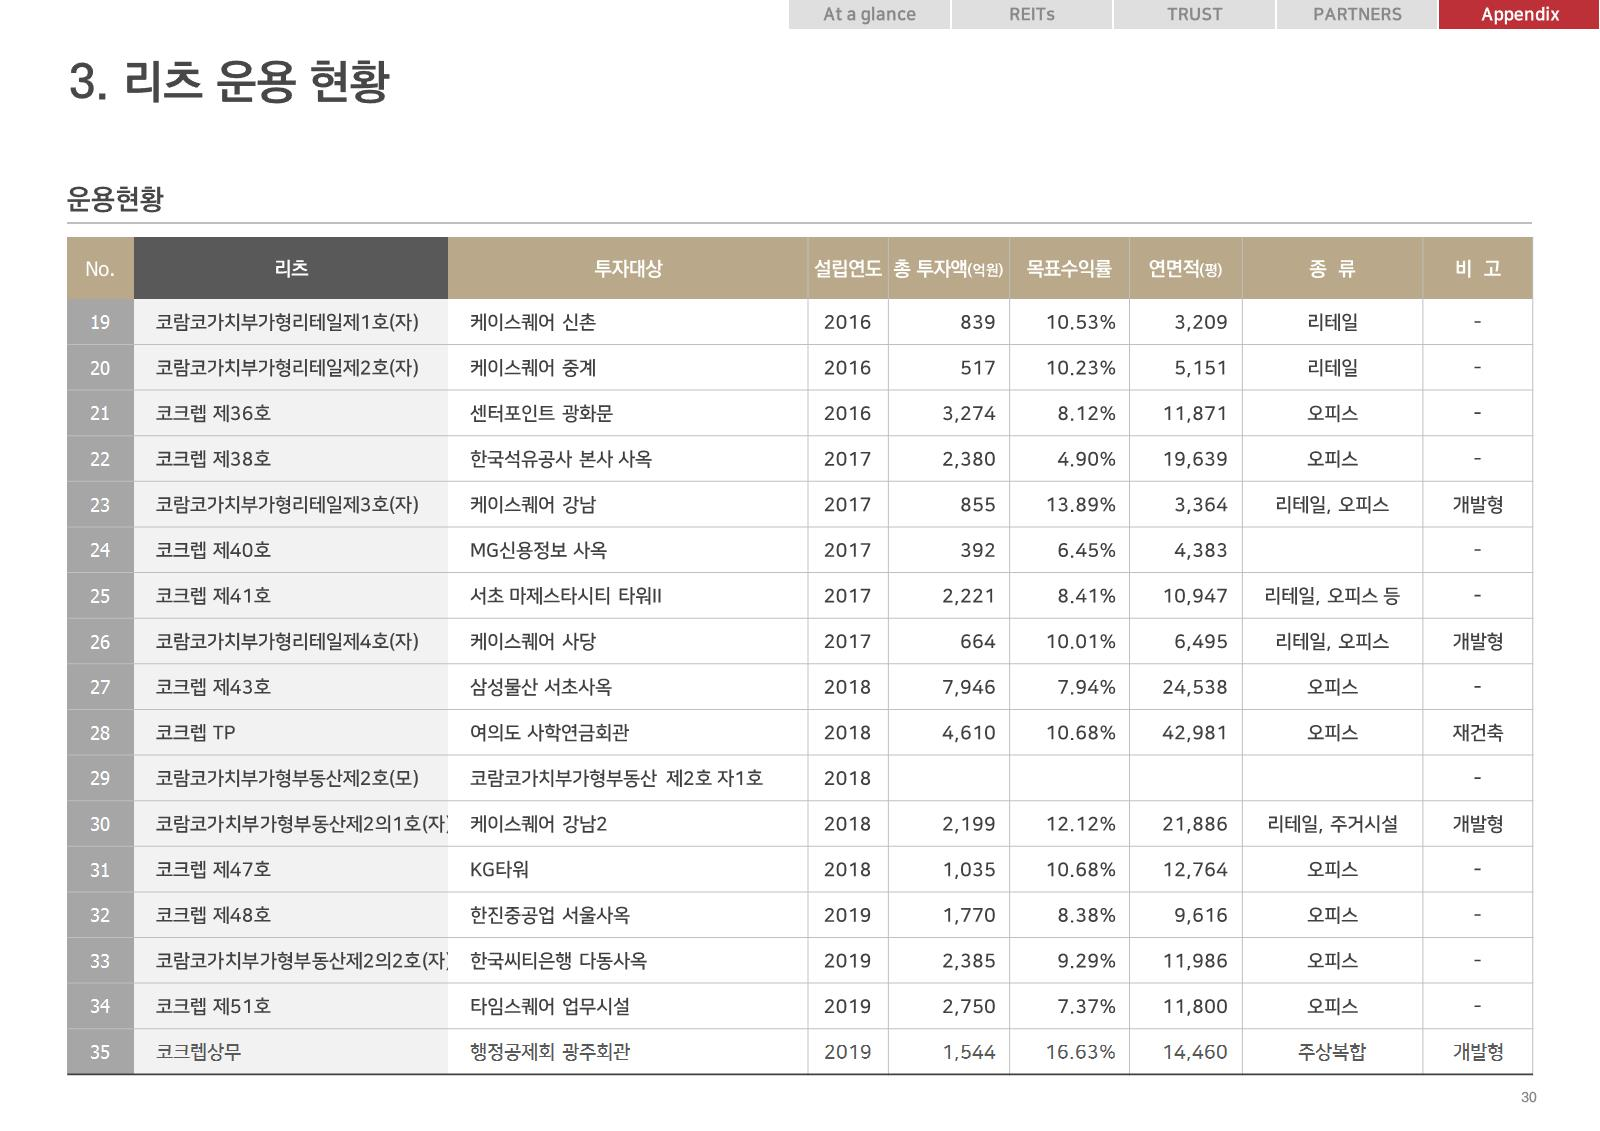 At a glance REITs TRUST PARTNERS Appendix
3. 리츠 운용 현황
운용현황
No. 리츠 투자대상 설립연도 총 투자액(억원) 목표수익률 연면적(평) 종 류 비 고
19 코람코가치부가형리테일제1호(자) 케이스퀘어 신촌 2016 839 10.53% 3,209 리테일 -
20 코람코가치부가형리테일제2호(자) 케이스퀘어 중계 2016 517 10.23% 5,151 리테일 -
21 코크렙 제36호 센터포인트 광화문 2016 3,274 8.12% 11,871 오피스 -
22 코크렙 제38호 한국석유공사 본사 사옥 2017 2,380 4.90% 19,639 오피스 -
23 코람코가치부가형리테일제3호(자) 케이스퀘어 강남 2017 855 13.89% 3,364 리테일, 오피스 개발형
24 코크렙 제40호 MG신용정보 사옥 2017 392 6.45% 4,383 -
25 코크렙 제41호 서초 마제스타시티 타워II 2017 2,221 8.41% 10,947 리테일, 오피스 등 -
26 코람코가치부가형리테일제4호(자) 케이스퀘어 사당 2017 664 10.01% 6,495 리테일, 오피스 개발형
27 코크렙 제43호 삼성물산 서초사옥 2018 7,946 7.94% 24,538 오피스 -
28 코크렙 TP 여의도 사학연금회관 2018 4,610 10.68% 42,981 오피스 재건축
29 코람코가치부가형부동산제2호(모) 코람코가치부가형부동산 제2호 자1호 2018 -
30 코람코가치부가형부동산제2의1호(자) 케이스퀘어 강남2 2018 2,199 12.12% 21,886 리테일, 주거시설 개발형
31 코크렙 제47호 KG타워 2018 1,035 10.68% 12,764 오피스 -
32 코크렙 제48호 한진중공업 서울사옥 2019 1,770 8.38% 9,616 오피스 -
33 코람코가치부가형부동산제2의2호(자) 한국씨티은행 다동사옥 2019 2,385 9.29% 11,986 오피스 -
34 코크렙 제51호 타임스퀘어 업무시설 2019 2,750 7.37% 11,800 오피스 -
35 코크렙상무 행정공제회 광주회관 2019 1,544 16.63% 14,460 주상복합 개발형
30